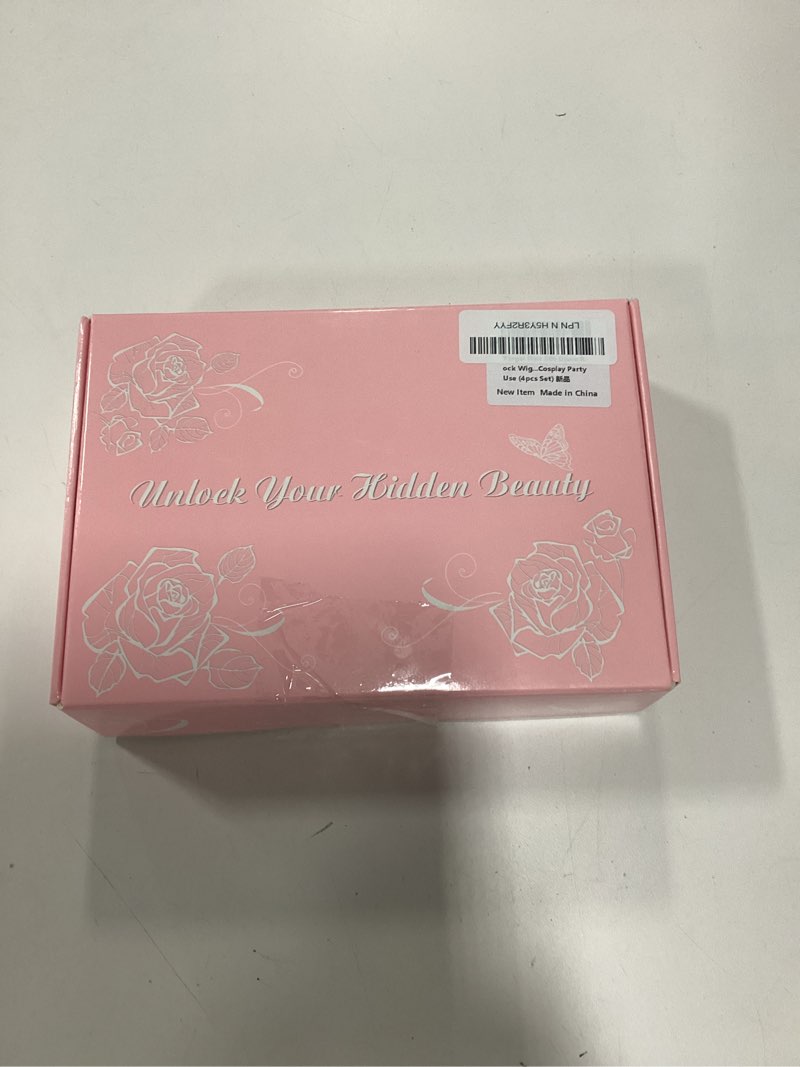 LPN N H5Y3R2FYY
ock Wig...Cosplay Party
Use (4pcs Set) 新品
New Item Made in China
Unlock Your Hidden Beauty